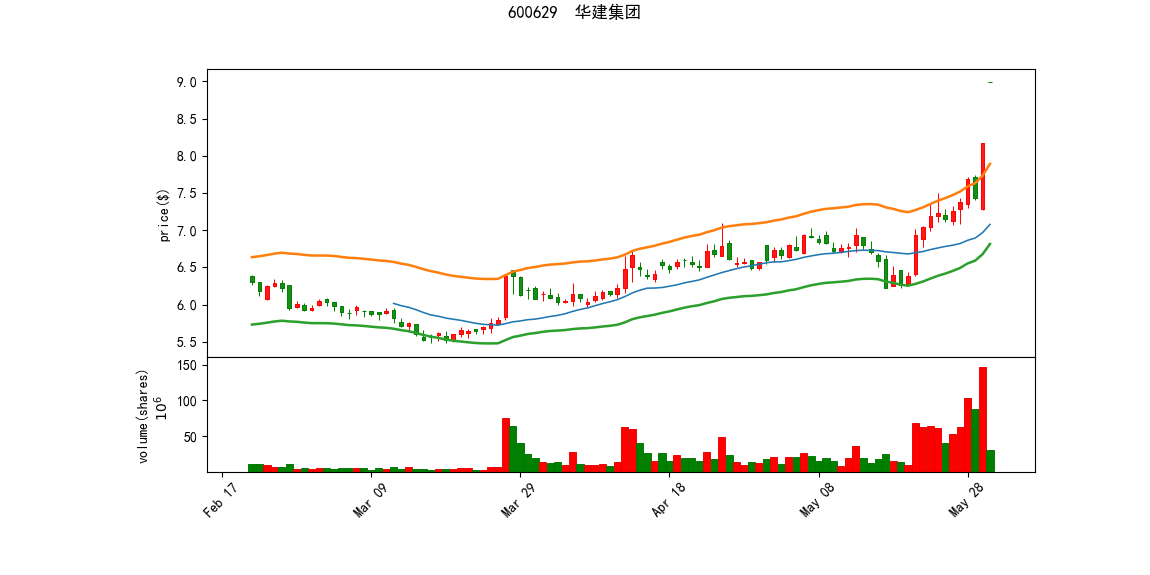 600629 华建集团
9.0
8.5
8.0
7.5
7.0
6.5
6.0
5.5
price($)
150
100
50
volume(shares)
10^6
Feb 17
Mar 09
Mar 29
Apr 18
May 08
May 28